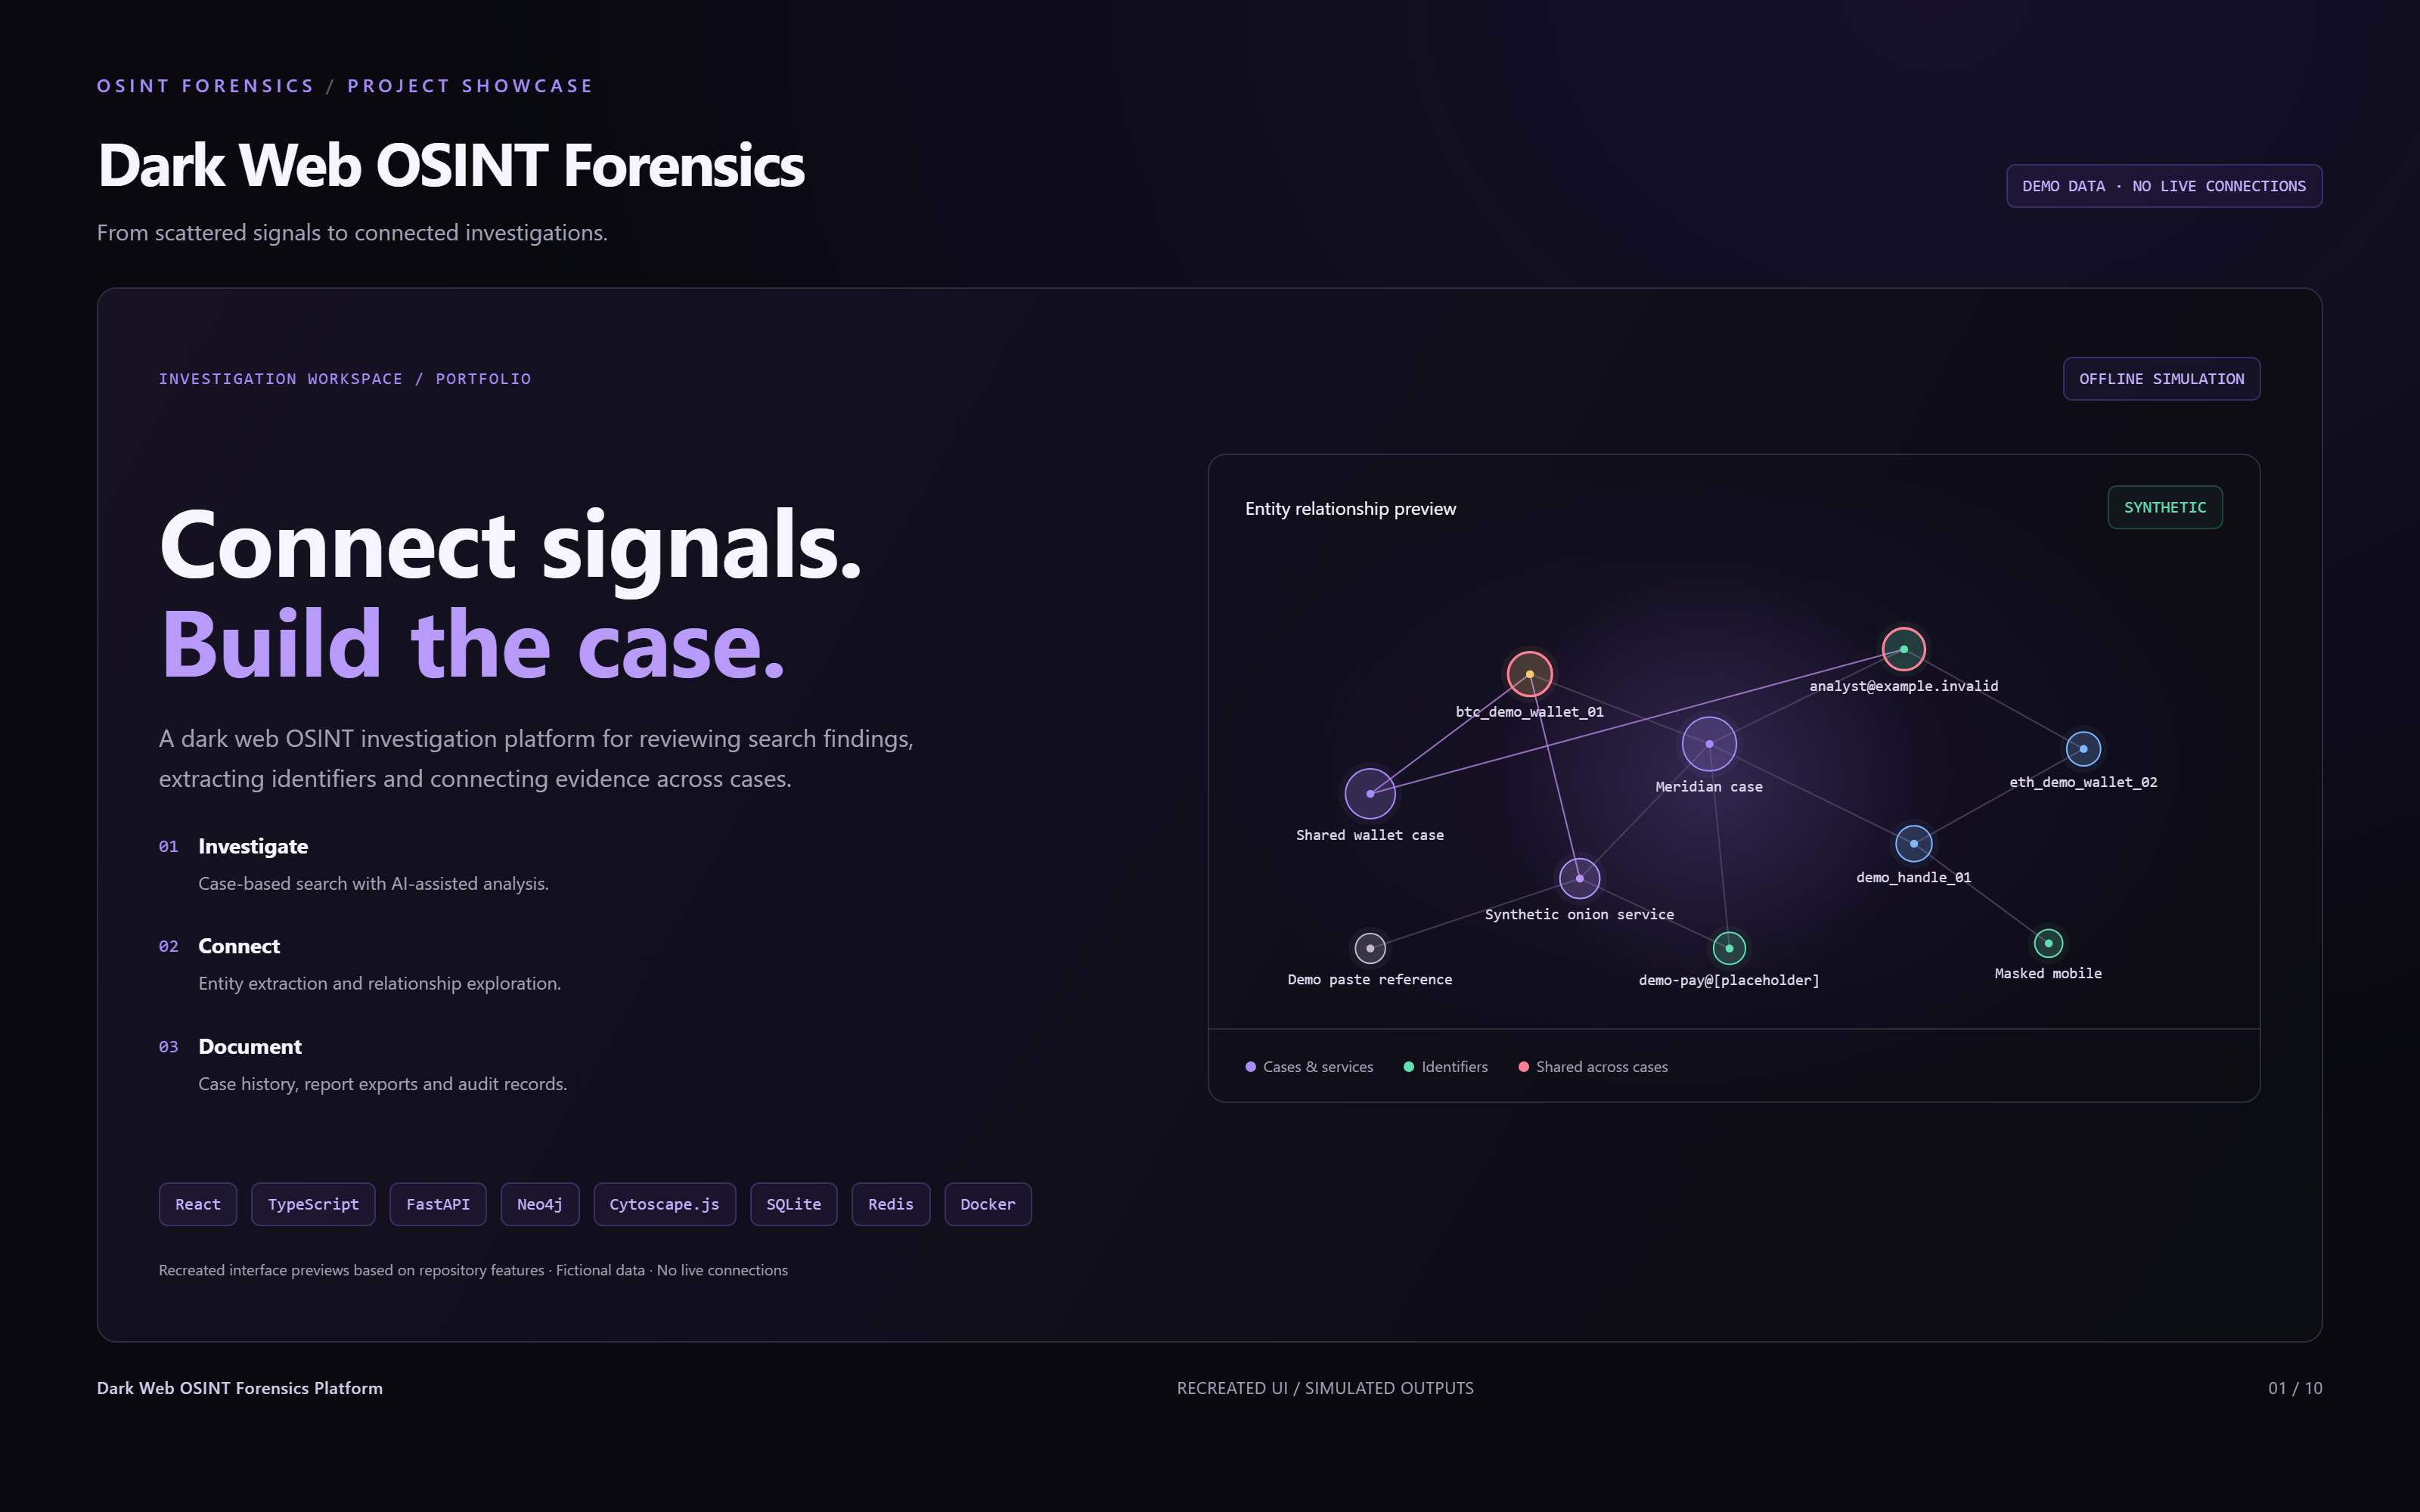 OSINT FORENSICS / PROJECT SHOWCASE
Dark Web OSINT Forensics
DEMO DATA · NO LIVE CONNECTIONS
From scattered signals to connected investigations.
INVESTIGATION WORKSPACE / PORTFOLIO
OFFLINE SIMULATION
Connect signals.
Build the case.
A dark web OSINT investigation platform for reviewing search findings,
extracting identifiers and connecting evidence across cases.
01 Investigate
Case-based search with AI-assisted analysis.
02 Connect
Entity extraction and relationship exploration.
03 Document
Case history, report exports and audit records.
React TypeScript FastAPI Neo4j Cytoscape.js SQLite Redis Docker
Recreated interface previews based on repository features · Fictional data · No live connections
Entity relationship preview
SYNTHETIC
analyst@example.invalid
btc_demo_wallet_01
eth_demo_wallet_02
Meridian case
Shared wallet case
demo_handle_01
Synthetic onion service
Masked mobile
Demo paste reference
demo-pay@[placeholder]
Cases & services
Identifiers
Shared across cases
Dark Web OSINT Forensics Platform
RECREATED UI / SIMULATED OUTPUTS
01 / 10